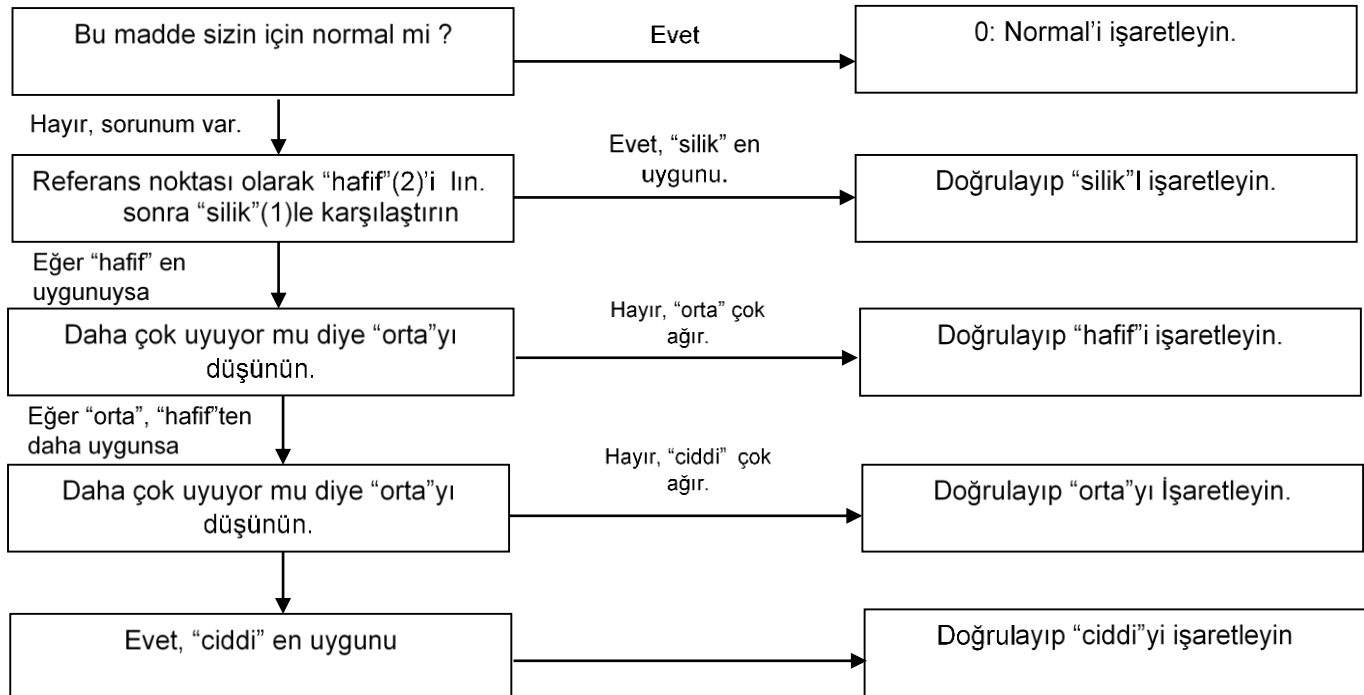 Bu madde sizin için normal mi ?
Evet
0: Normal’i işaretleyin.
Hayır, sorunum var.
Referans noktası olarak “hafif”(2)’i lın.
sonra “silik”(1)le karşılaştırın
Evet, “silik” en
uygunu.
Doğrulayıp “silik”I işaretleyin.
Eğer “hafif” en
uygunuysa
Daha çok uyuyor mu diye “orta”yı
düşünün.
Hayır, “orta” çok
ağır.
Doğrulayıp “hafif”i işaretleyin.
Eğer “orta”, “hafif”ten
daha uygunsa
Daha çok uyuyor mu diye “orta”yı
düşünün.
Hayır, “ciddi” çok
ağır.
Doğrulayıp “orta”yı İşaretleyin.
Evet, “ciddi” en uygunu
Doğrulayıp “ciddi”yi işaretleyin